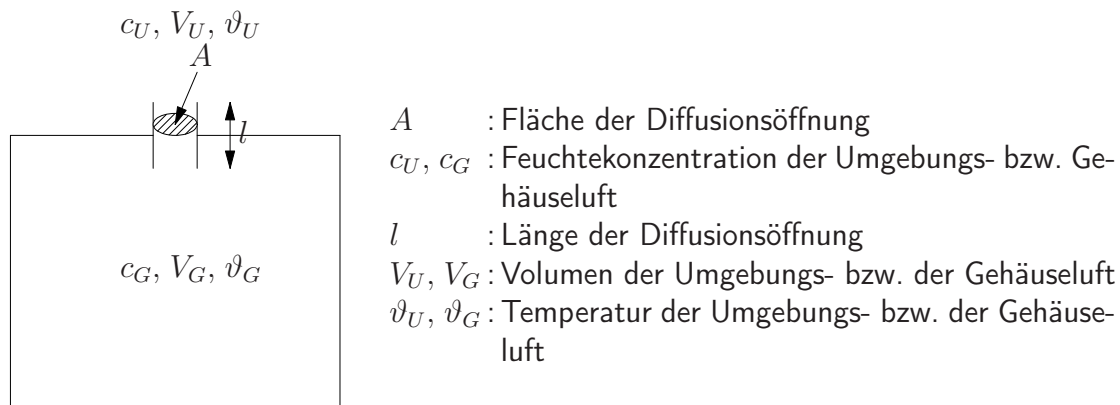 c_U, V_U, ϑ_U
A
l
c_G, V_G, ϑ_G
A : Fläche der Diffusionsöffnung
c_U, c_G : Feuchtekonzentration der Umgebungs- bzw. Ge-
häuseluft
l : Länge der Diffusionsöffnung
V_U, V_G : Volumen der Umgebungs- bzw. der Gehäuseluft
ϑ_U, ϑ_G : Temperatur der Umgebungs- bzw. der Gehäuse-
luft